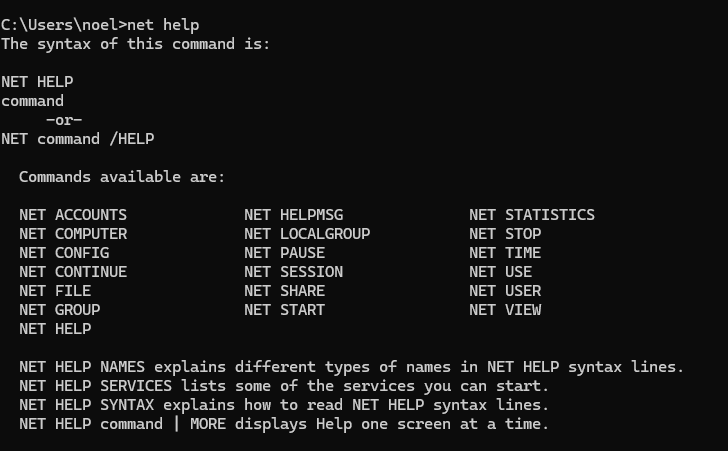 C:\Users\noel>net help
The syntax of this command is:
NET HELP
command
-or-
NET command /HELP
Commands available are:
NET ACCOUNTS NET HELPMSG NET STATISTICS
NET COMPUTER NET LOCALGROUP NET STOP
NET CONFIG NET PAUSE NET TIME
NET CONTINUE NET SESSION NET USE
NET FILE NET SHARE NET USER
NET GROUP NET START NET VIEW
NET HELP
NET HELP NAMES explains different types of names in NET HELP syntax lines.
NET HELP SERVICES lists some of the services you can start.
NET HELP SYNTAX explains how to read NET HELP syntax lines.
NET HELP command | MORE displays Help one screen at a time.